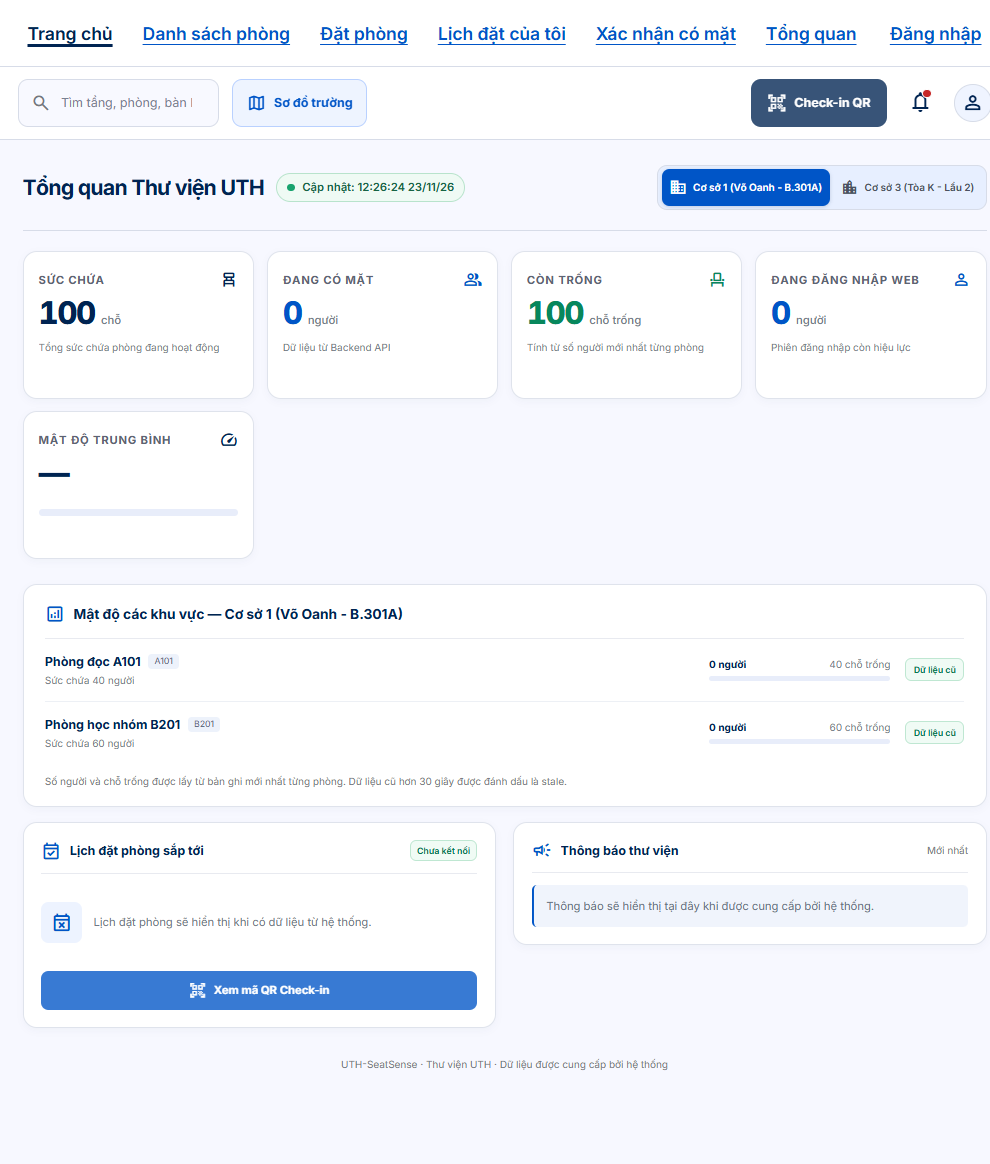 Trang chủ Danh sách phòng Đặt phòng Lịch đặt của tôi Xác nhận có mặt Tổng quan Đăng nhập
Tìm tầng, phòng, bàn Sơ đồ trường Check-in QR
Tổng quan Thư viện UTH Cập nhật: 12:26:24 23/11/26 Cơ sở 1 (Võ Oanh - B.301A) Cơ sở 3 (Tòa K - Lầu 2)
SỨC CHỨA
100 chỗ
Tổng sức chứa phòng đang hoạt động
ĐANG CÓ MẶT
0 người
Dữ liệu từ Backend API
CÒN TRỐNG
100 chỗ trống
Tính từ số người mới nhất từng phòng
ĐANG ĐĂNG NHẬP WEB
0 người
Phiên đăng nhập còn hiệu lực
MẬT ĐỘ TRUNG BÌNH
—
Mật độ các khu vực — Cơ sở 1 (Võ Oanh - B.301A)
Phòng đọc A101 A101 0 người 40 chỗ trống Dữ liệu cũ
Sức chứa 40 người
Phòng học nhóm B201 B201 0 người 60 chỗ trống Dữ liệu cũ
Sức chứa 60 người
Số người và chỗ trống được lấy từ bản ghi mới nhất từng phòng. Dữ liệu cũ hơn 30 giây được đánh dấu là stale.
Lịch đặt phòng sắp tới Chưa kết nối
Lịch đặt phòng sẽ hiển thị khi có dữ liệu từ hệ thống.
Xem mã QR Check-in
Thông báo thư viện Mới nhất
Thông báo sẽ hiển thị tại đây khi được cung cấp bởi hệ thống.
UTH-SeatSense · Thư viện UTH · Dữ liệu được cung cấp bởi hệ thống